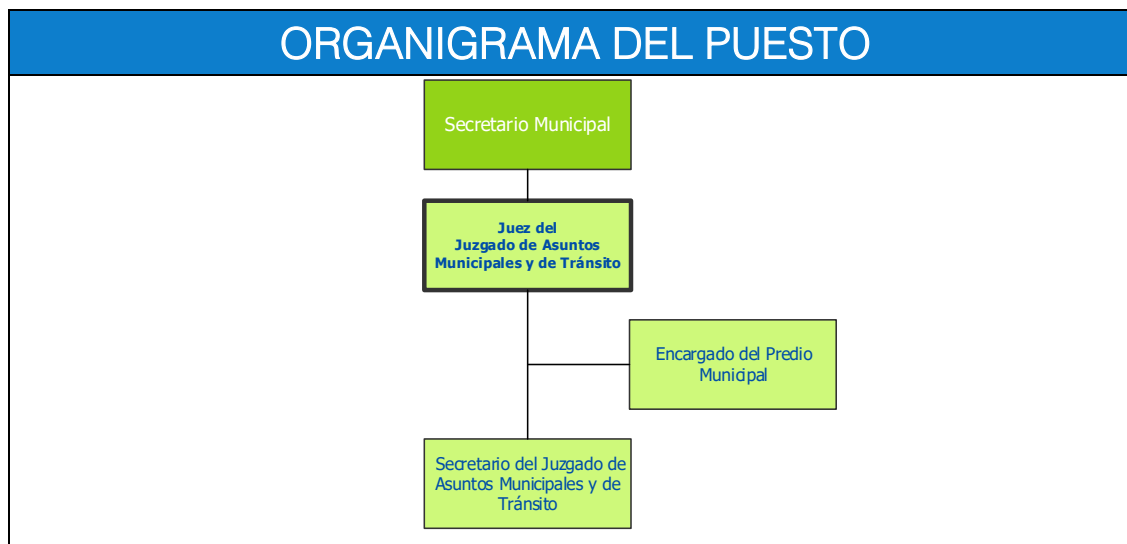 ORGANIGRAMA DEL PUESTO
Secretario Municipal
Juez del
Juzgado de Asuntos
Municipales y de Tránsito
Encargado del Predio
Municipal
Secretario del Juzgado de
Asuntos Municipales y de
Tránsito